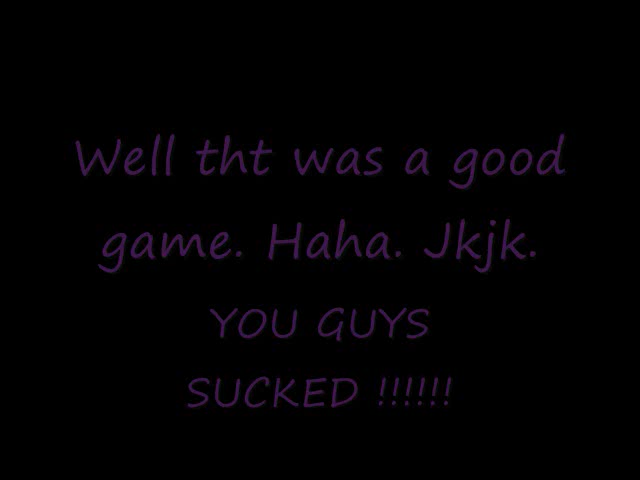 Well tht was a good
game. Haha. Jkjk.
YOU GUYS
SUCKED !!!!!!